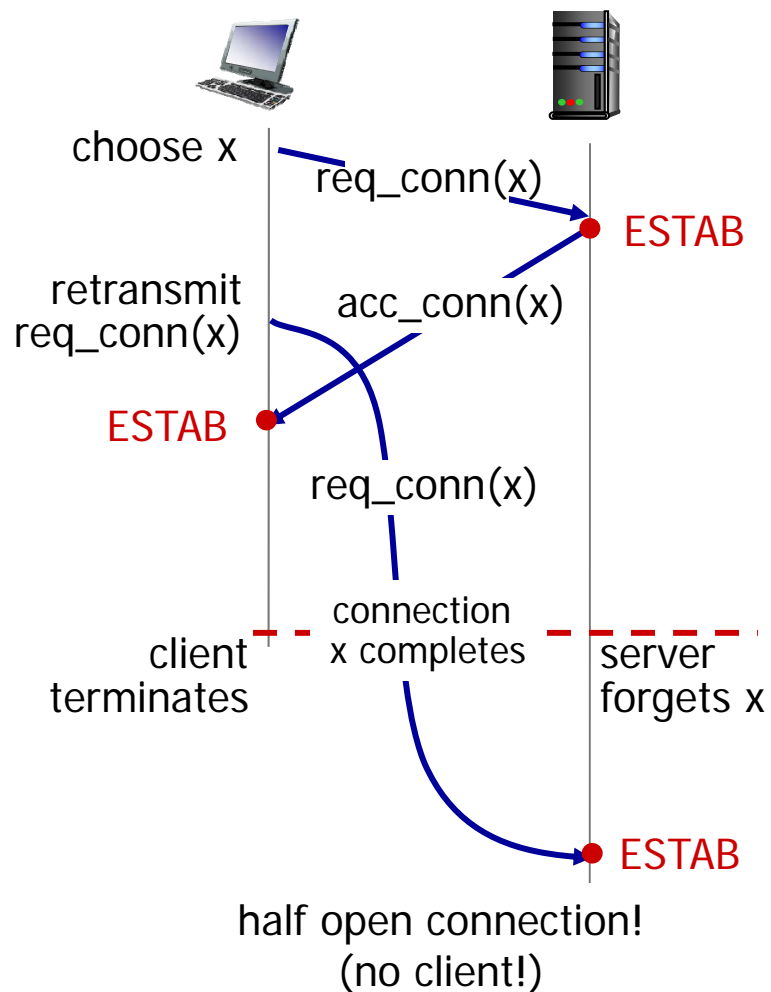 choose x
req_conn(x)
ESTAB
retransmit
req_conn(x)
acc_conn(x)
ESTAB
req_conn(x)
connection
x completes
client
terminates
server
forgets x
ESTAB
half open connection!
(no client!)